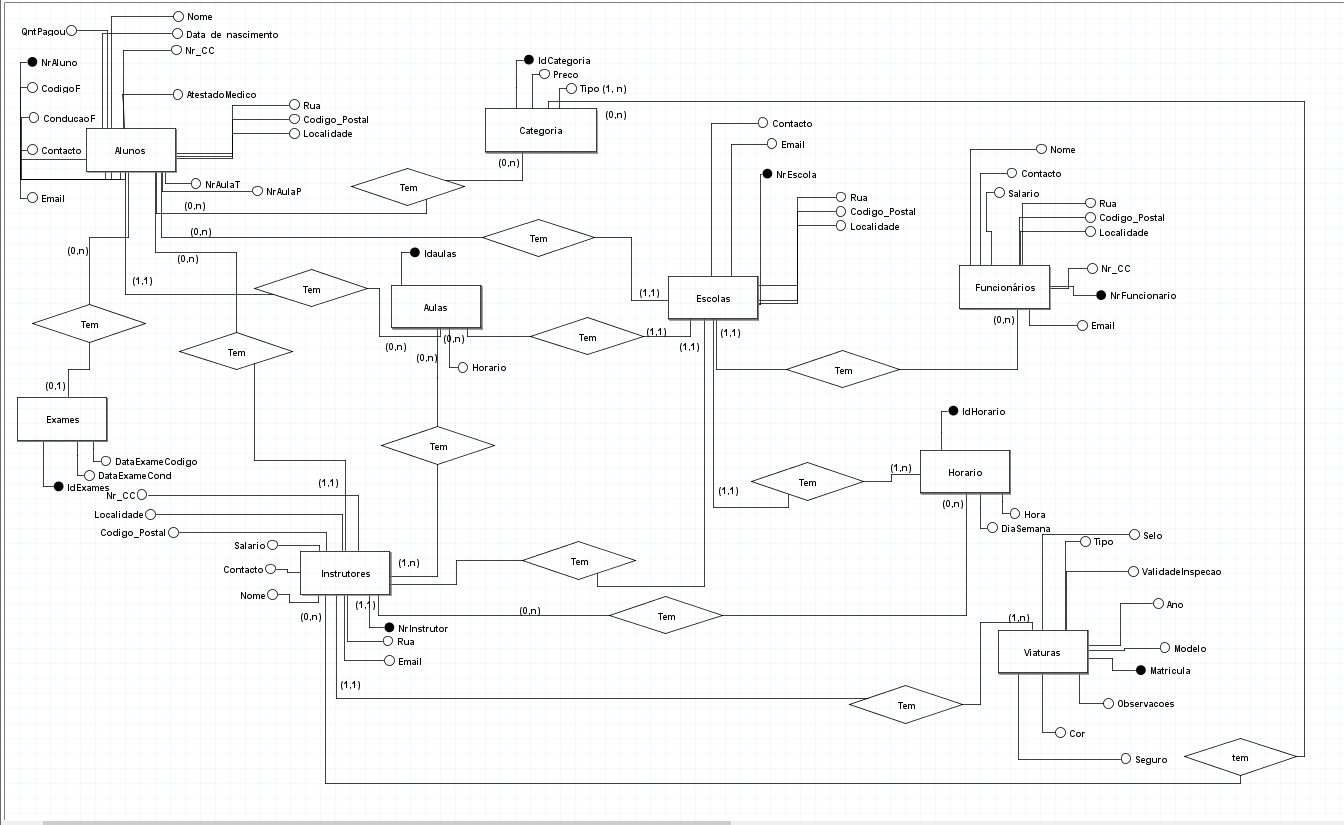 Nome
QntPagou
Data de nascimento
Nr_CC
NrAluno
CodigoF
AtestadoMedico
ConducaoF
Rua
Codigo_Postal
Localidade
Contacto
Alunos
NrAulaT
NrAulaP
Email
IdCategoria
Preco
Tipo (1, n)
(0,n)
Categoria
(0,n)
Tem
(0,n)
(0,n)
Tem
(0,n)
(0,n)
(1,1)
Tem
Idaulas
Aulas
(0,n)
(0,n)
(0,n)
Horario
Tem
(1,1)
(1,1)
(1,1)
(1,1)
Contacto
Email
NrEscola
Rua
Codigo_Postal
Localidade
Escolas
Nome
Contacto
Salario
Rua
Codigo_Postal
Localidade
Nr_CC
Funcionários
NrFuncionario
(0,n)
Email
Tem
Tem
Tem
(0,1)
Exames
DataExameCodigo
DataExameCond
IdExames
Tem
IdHorario
(1,n)
Horario
Tem
(1,1)
(0,n)
Hora
DiaSemana
(1,1)
Nr_CC
Localidade
Codigo_Postal
Salario
Contacto
Nome
Instrutores
(1,n)
Tem
(0,n)
(1,1)
(0,n)
Tem
NrInstrutor
Rua
Email
(1,1)
Selo
Tipo
ValidadeInspecao
Ano
(1,n)
Viaturas
Modelo
Matricula
Observacoes
Cor
Seguro
Tem
tem